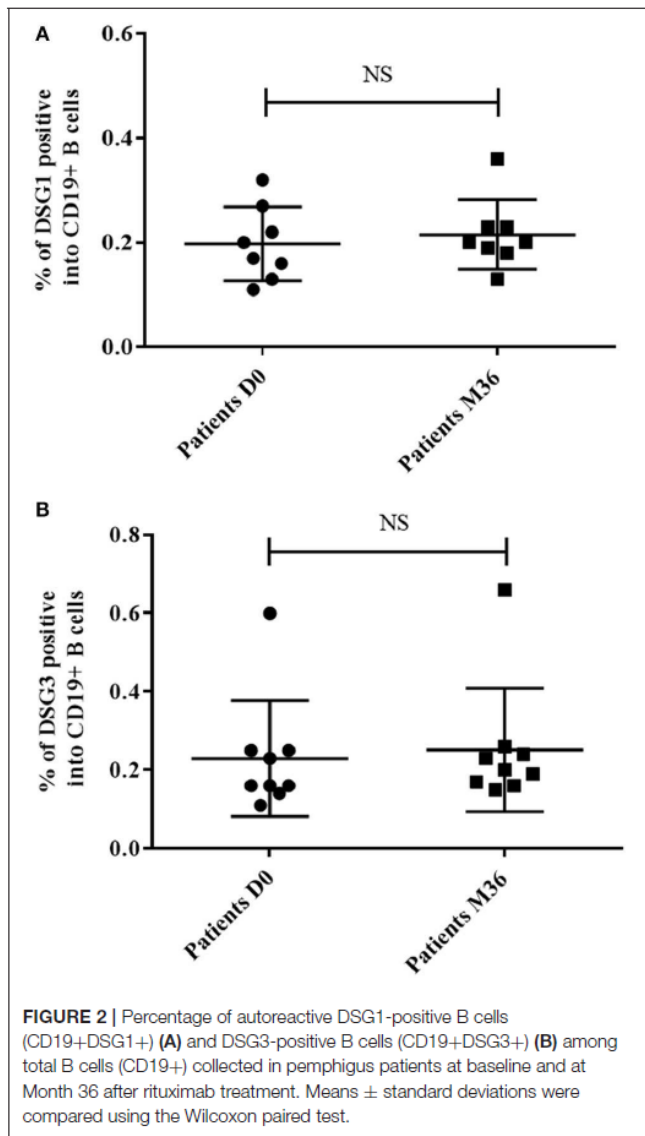 A
% of DSG1 positive
into CD19+ B cells
0.6
0.4
0.2
0.0
NS
Patients D0
Patients M36
B
% of DSG3 positive
into CD19+ B cells
0.8
0.6
0.4
0.2
0.0
NS
Patients D0
Patients M36
FIGURE 2 | Percentage of autoreactive DSG1-positive B cells
(CD19+DSG1+) (A) and DSG3-positive B cells (CD19+DSG3+) (B) among
total B cells (CD19+) collected in pemphigus patients at baseline and at
Month 36 after rituximab treatment. Means ± standard deviations were
compared using the Wilcoxon paired test.